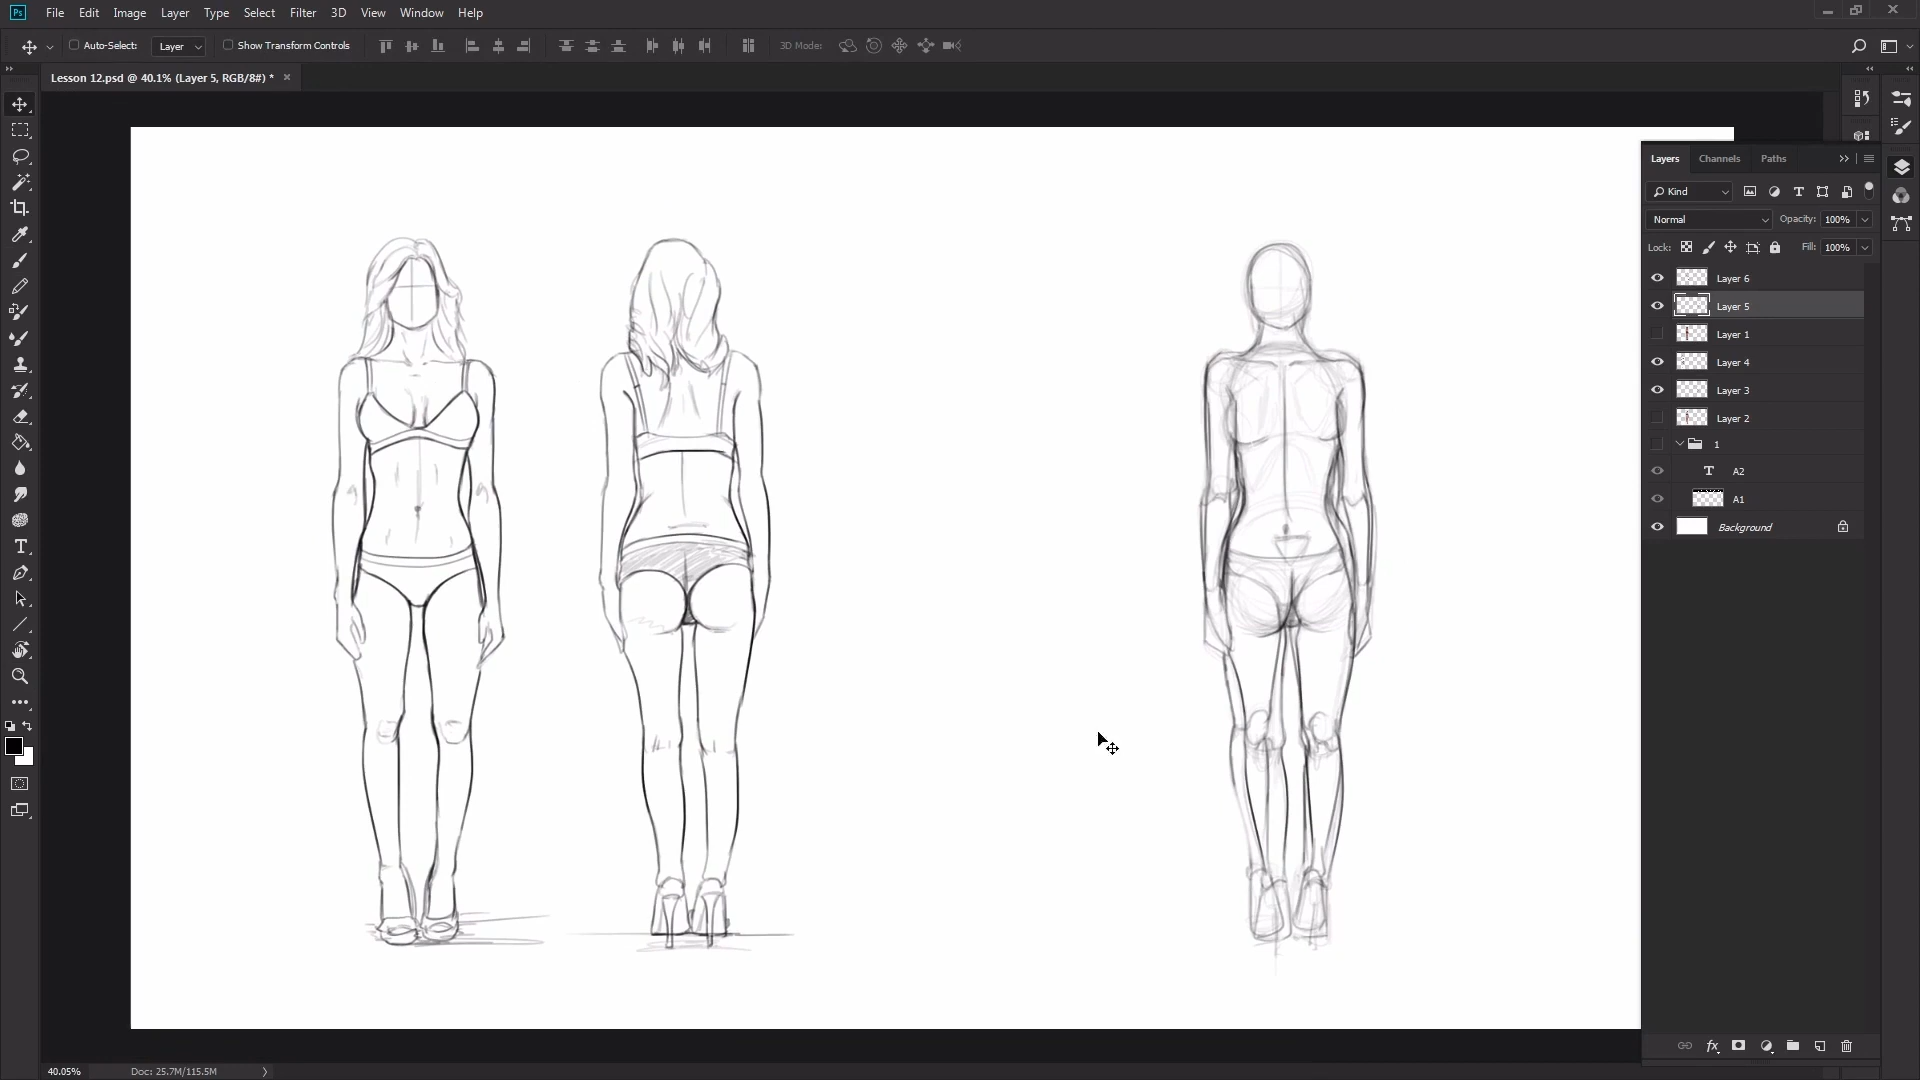 Ps File Edit Image Layer Type Select Filter 3D View Window Help
Auto-Select: Layer Show Transform Controls 3D Mode:
Lesson 12.psd @ 40.1% (Layer 5, RGB/8#) * ×
Layers Channels Paths
Kind
Normal Opacity: 100%
Lock: Fill: 100%
Layer 6
Layer 5
Layer 1
Layer 4
Layer 3
Layer 2
1
T A2
A1
Background
40.05% Doc: 25.7M/115.5M